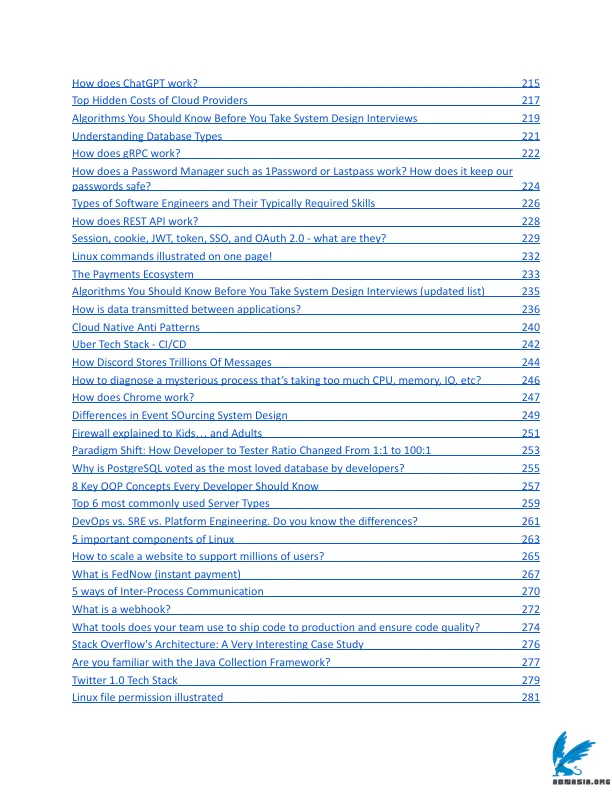 How does ChatGPT work? 215
Top Hidden Costs of Cloud Providers 217
Algorithms You Should Know Before You Take System Design Interviews 219
Understanding Database Types 221
How does gRPC work? 222
How does a Password Manager such as 1Password or Lastpass work? How does it keep our
passwords safe? 224
Types of Software Engineers and Their Typically Required Skills 226
How does REST API work? 228
Session, cookie, JWT, token, SSO, and OAuth 2.0 - what are they? 229
Linux commands illustrated on one page! 232
The Payments Ecosystem 233
Algorithms You Should Know Before You Take System Design Interviews (updated list) 235
How is data transmitted between applications? 236
Cloud Native Anti Patterns 240
Uber Tech Stack - CI/CD 242
How Discord Stores Trillions Of Messages 244
How to diagnose a mysterious process that's taking too much CPU, memory, IO, etc? 246
How does Chrome work? 247
Differences in Event SOurcing System Design 249
Firewall explained to Kids… and Adults 251
Paradigm Shift: How Developer to Tester Ratio Changed From 1:1 to 100:1 253
Why is PostgreSQL voted as the most loved database by developers? 255
8 Key OOP Concepts Every Developer Should Know 257
Top 6 most commonly used Server Types 259
DevOps vs. SRE vs. Platform Engineering. Do you know the differences? 261
5 important components of Linux 263
How to scale a website to support millions of users? 265
What is FedNow (instant payment) 267
5 ways of Inter-Process Communication 270
What is a webhook? 272
What tools does your team use to ship code to production and ensure code quality? 274
Stack Overflow's Architecture: A Very Interesting Case Study 276
Are you familiar with the Java Collection Framework? 277
Twitter 1.0 Tech Stack 279
Linux file permission illustrated 281
ABNASIA.ORG